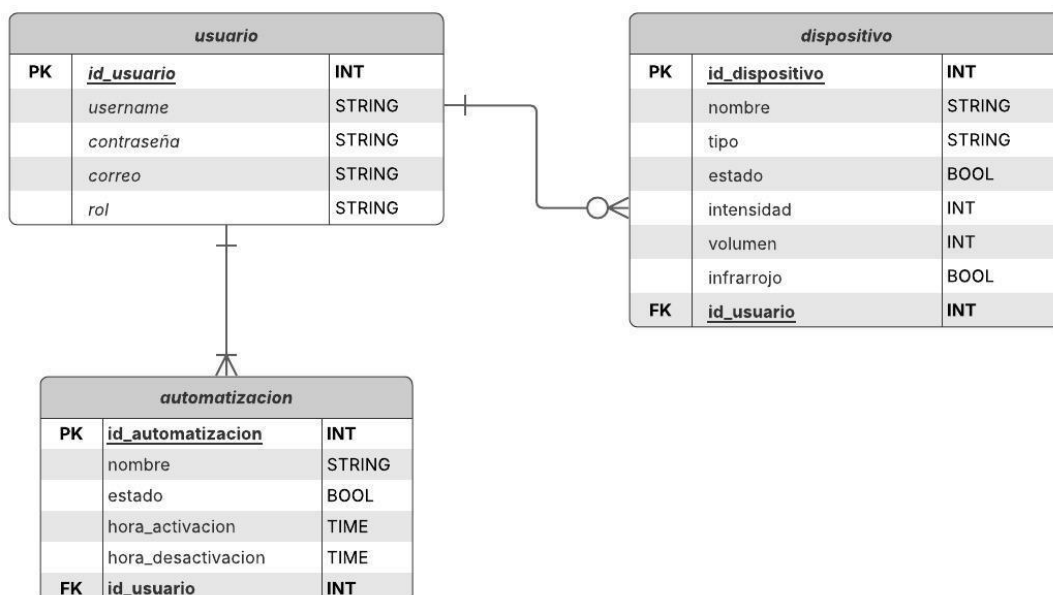 usuario
PK id_usuario INT
username STRING
contraseña STRING
correo STRING
rol STRING
dispositivo
PK id_dispositivo INT
nombre STRING
tipo STRING
estado BOOL
intensidad INT
volumen INT
infrarrojo BOOL
FK id_usuario INT
automatizacion
PK id_automatizacion INT
nombre STRING
estado BOOL
hora_activacion TIME
hora_desactivacion TIME
FK id_usuario INT